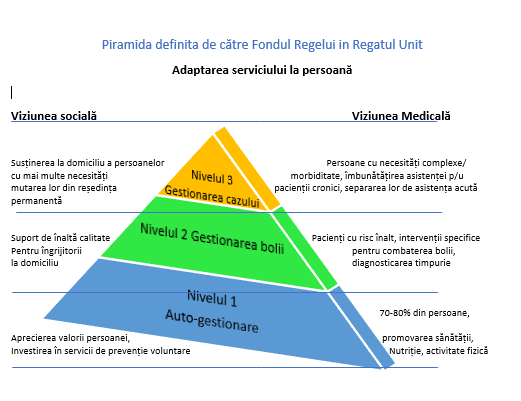 Piramida definita de către Fondul Regelui in Regatul Unit
Adaptarea serviciului la persoană
Viziunea socială
Viziunea Medicală
Susținerea la domiciliu a persoanelor
cu mai multe necesități
mutarea lor din reședința
permanentă
Nivelul 3
Gestionarea cazului
Persoane cu necesități complexe/
morbiditate, îmbunătățirea asistenței p/u
pacienții cronici, separarea lor de asistența acută
Suport de înaltă calitate
Pentru îngrijitorii
la domiciliu
Nivelul 2 Gestionarea bolii
Pacienți cu risc înalt, intervenții specifice
pentru combaterea bolii,
diagnosticarea timpurie
Nivelul 1
Auto-gestionare
70-80% din persoane,
Aprecierea valorii persoanei,
Investirea în servicii de prevenție voluntare
promovarea sănătății,
Nutriție, activitate fizică